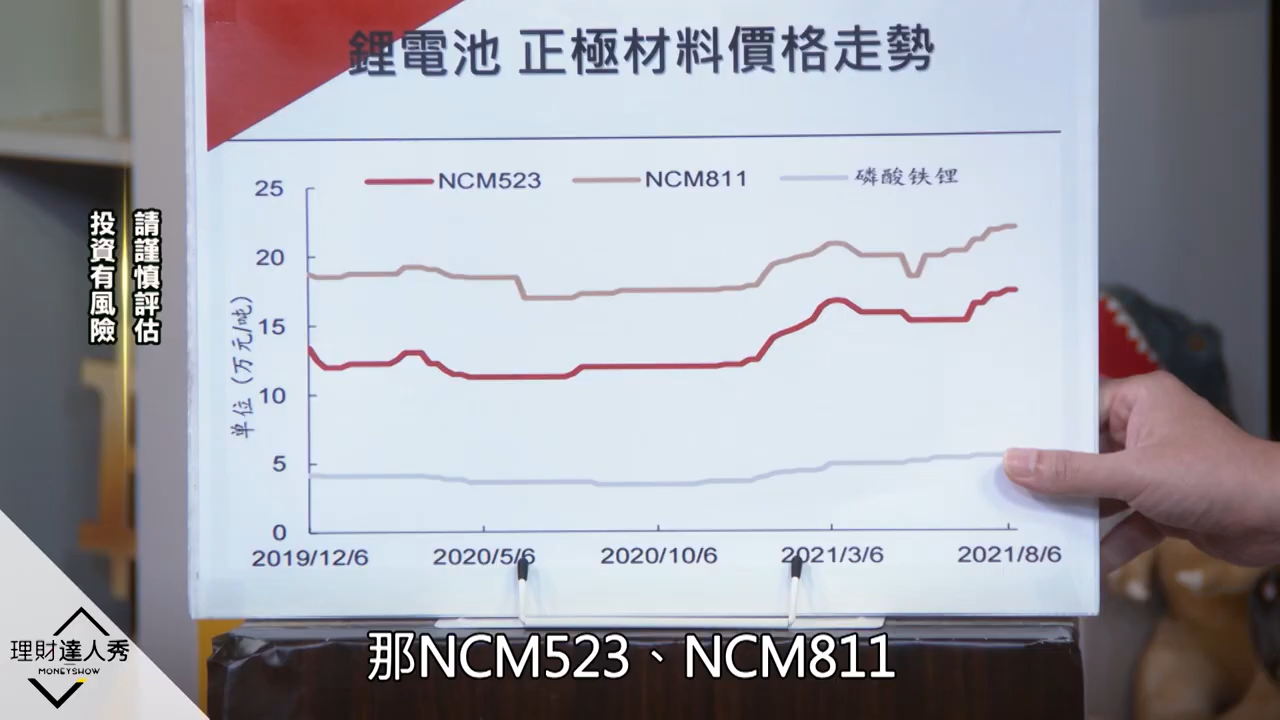 鋰電池 正極材料價格走勢
NCM523
NCM811
磷酸铁锂
单位（万元/吨）
25
20
15
10
5
0
2019/12/6
2020/5/6
2020/10/6
2021/3/6
2021/8/6
請謹慎評估
投資有風險
理財達人秀
MONEYSHOW
那NCM523、NCM811